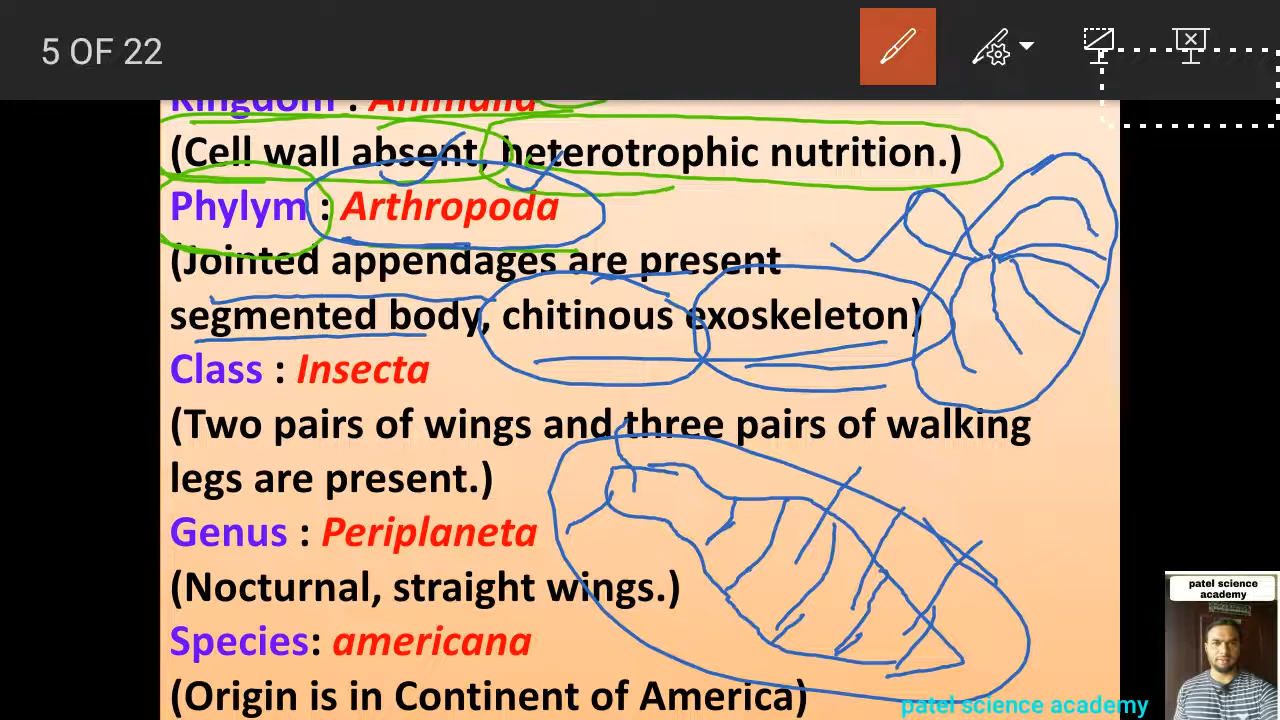 5 OF 22
Kingdom : Animalia
(Cell wall absent, heterotrophic nutrition.)
Phylym : Arthropoda
(Jointed appendages are present
segmented body, chitinous exoskeleton)
Class : Insecta
(Two pairs of wings and three pairs of walking
legs are present.)
Genus : Periplaneta
(Nocturnal, straight wings.)
Species: americana
(Origin is in Continent of America)
patel science
academy
patel science academy